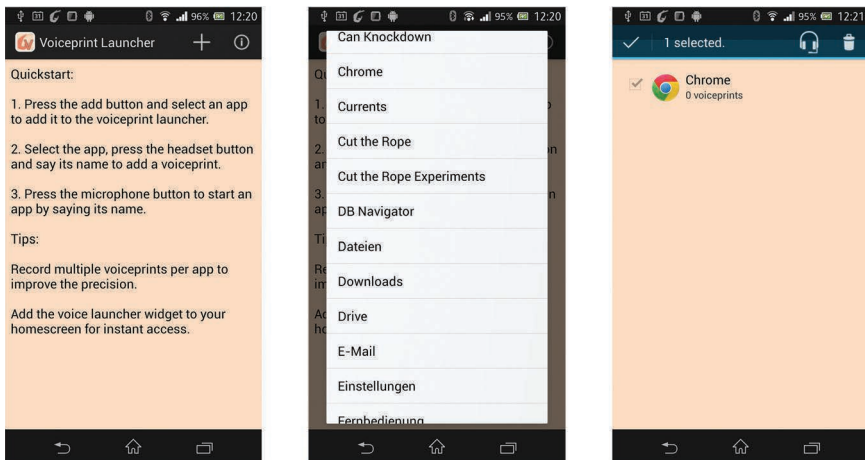 96% 12:20
Voiceprint Launcher
Quickstart:
1. Press the add button and select an app
to add it to the voiceprint launcher.
2. Select the app, press the headset button
and say its name to add a voiceprint.
3. Press the microphone button to start an
app by saying its name.
Tips:
Record multiple voiceprints per app to
improve the precision.
Add the voice launcher widget to your
homescreen for instant access.
31 95% 12:20
Can Knockdown
Chrome
Currents
Cut the Rope
Cut the Rope Experiments
DB Navigator
Dateien
Downloads
Drive
E-Mail
Einstellungen
Fernbedienung
31 95% 12:21
1 selected.
Chrome
0 voiceprints